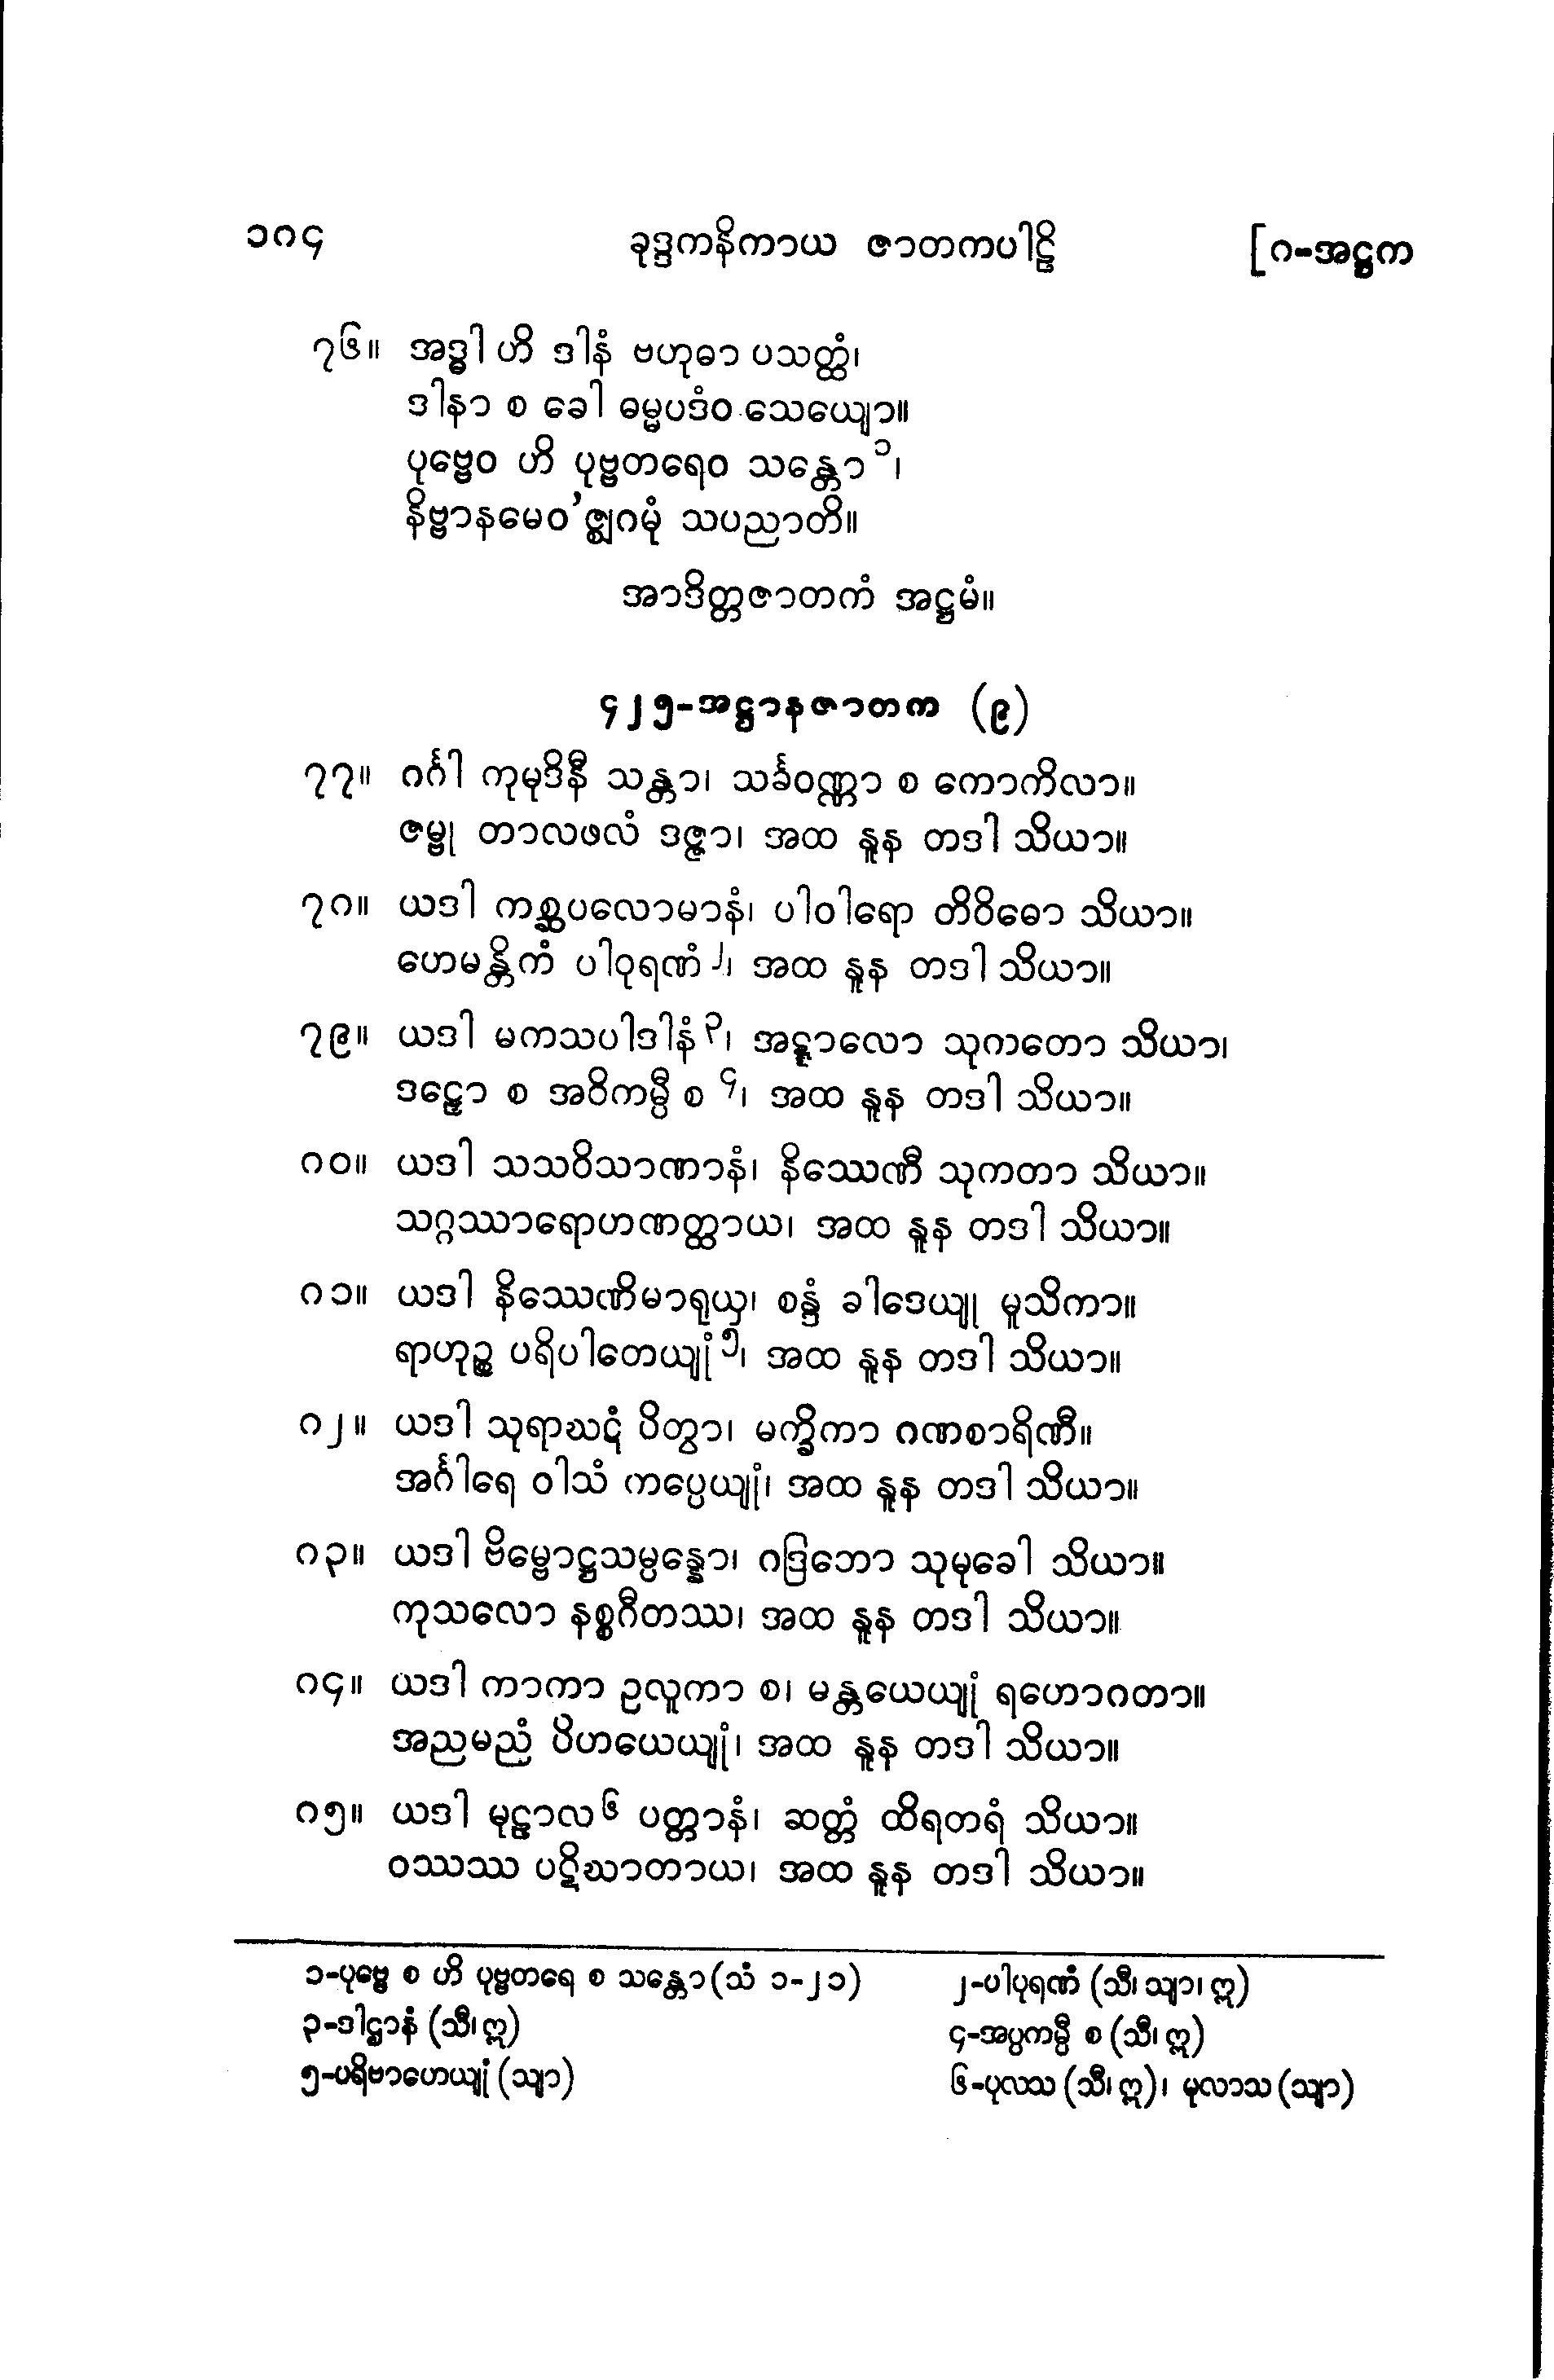 ၁၈၄ ခုဒ္ဒကနိကာယ ဇာတကပါဠိ [၈-အဋ္ဌက
၇၆။ အဒ္ဓါ ဟိ ဒါနံ ဗဟုဓာ ပသတ္ထံ၊
ဒါနာ စ ခေါ ဓမ္မပဒံဝ သေယျော။
ပုဗ္ဗေဝ ဟိ ပုဗ္ဗတရေဝ သန္တော ၁၊
နိဗ္ဗာနမေဝ'ဇ္ဈဂမုံ သပညာတိ။
အာဒိတ္တဇာတကံ အဋ္ဌမံ။
၄၂၅-အဋ္ဌာနဇာတက (၉)
၇၇။ ဂင်္ဂါ ကုမုဒိနီ သန္တာ၊ သင်္ခဝဏ္ဏာ စ ကောကိလာ။
ဇမ္ဗု တာလဖလံ ဒဇ္ဇာ၊ အထ နူန တဒါ သိယာ။
၇၈။ ယဒါ ကစ္ဆပလောမာနံ၊ ပါဝါရော တိဝိဓော သိယာ။
ဟေမန္တိကံ ပါဝုရဏံ ၂၊ အထ နူန တဒါ သိယာ။
၇၉။ ယဒါ မကသပါဒါနံ ၃၊ အဋ္ဋာလော သုကတော သိယာ၊
ဒဠှော စ အဝိကမ္ပီ စ ၄၊ အထ နူန တဒါ သိယာ။
၈၀။ ယဒါ သသဝိသာဏာနံ၊ နိဿေဏီ သုကတာ သိယာ။
သဂ္ဂဿာရောဟဏတ္ထာယ၊ အထ နူန တဒါ သိယာ။
၈၁။ ယဒါ နိဿေဏိမာရုယှ၊ စန္ဒံ ခါဒေယျု မူသိကာ။
ရာဟုဉ္စ ပရိပါတေယျုံ ၅၊ အထ နူန တဒါ သိယာ။
၈၂။ ယဒါ သုရာဃဋံ ပိတွာ၊ မက္ခိကာ ဂဏစာရိဏီ။
အင်္ဂါရေ ဝါသံ ကပ္ပေယျုံ၊ အထ နူန တဒါ သိယာ။
၈၃။ ယဒါ ဗိမ္ဗောဋ္ဌသမ္ပန္နော၊ ဂဒြဘော သုမုခေါ သိယာ။
ကုသလော နစ္စဂီတဿ၊ အထ နူန တဒါ သိယာ။
၈၄။ ယဒါ ကာကာ ဥလူကာ စ၊ မန္တယေယျုံ ရဟောဂတာ။
အညမညံ ပိဟယေယျုံ၊ အထ နူန တဒါ သိယာ။
၈၅။ ယဒါ မုဠာလ ၆ ပတ္တာနံ၊ ဆတ္တံ ထိရတရံ သိယာ။
ဝဿဿ ပဋိဃာတာယ၊ အထ နူန တဒါ သိယာ။
၁-ပုဗ္ဗေ စ ဟိ ပုဗ္ဗတရေ စ သန္တော (သံ ၁-၂၁) ၂-ပါပုရဏံ (သီ၊ သျာ၊ ဣ)
၃-ဒါဌာနံ (သီ၊ ဣ) ၄-အပ္ပကမ္ပီ စ (သီ၊ ဣ)
၅-ပရိဗာဟေယျုံ (သျာ) ၆-ပုလသ (သီ၊ ဣ)၊ မုလာသ (သျာ)